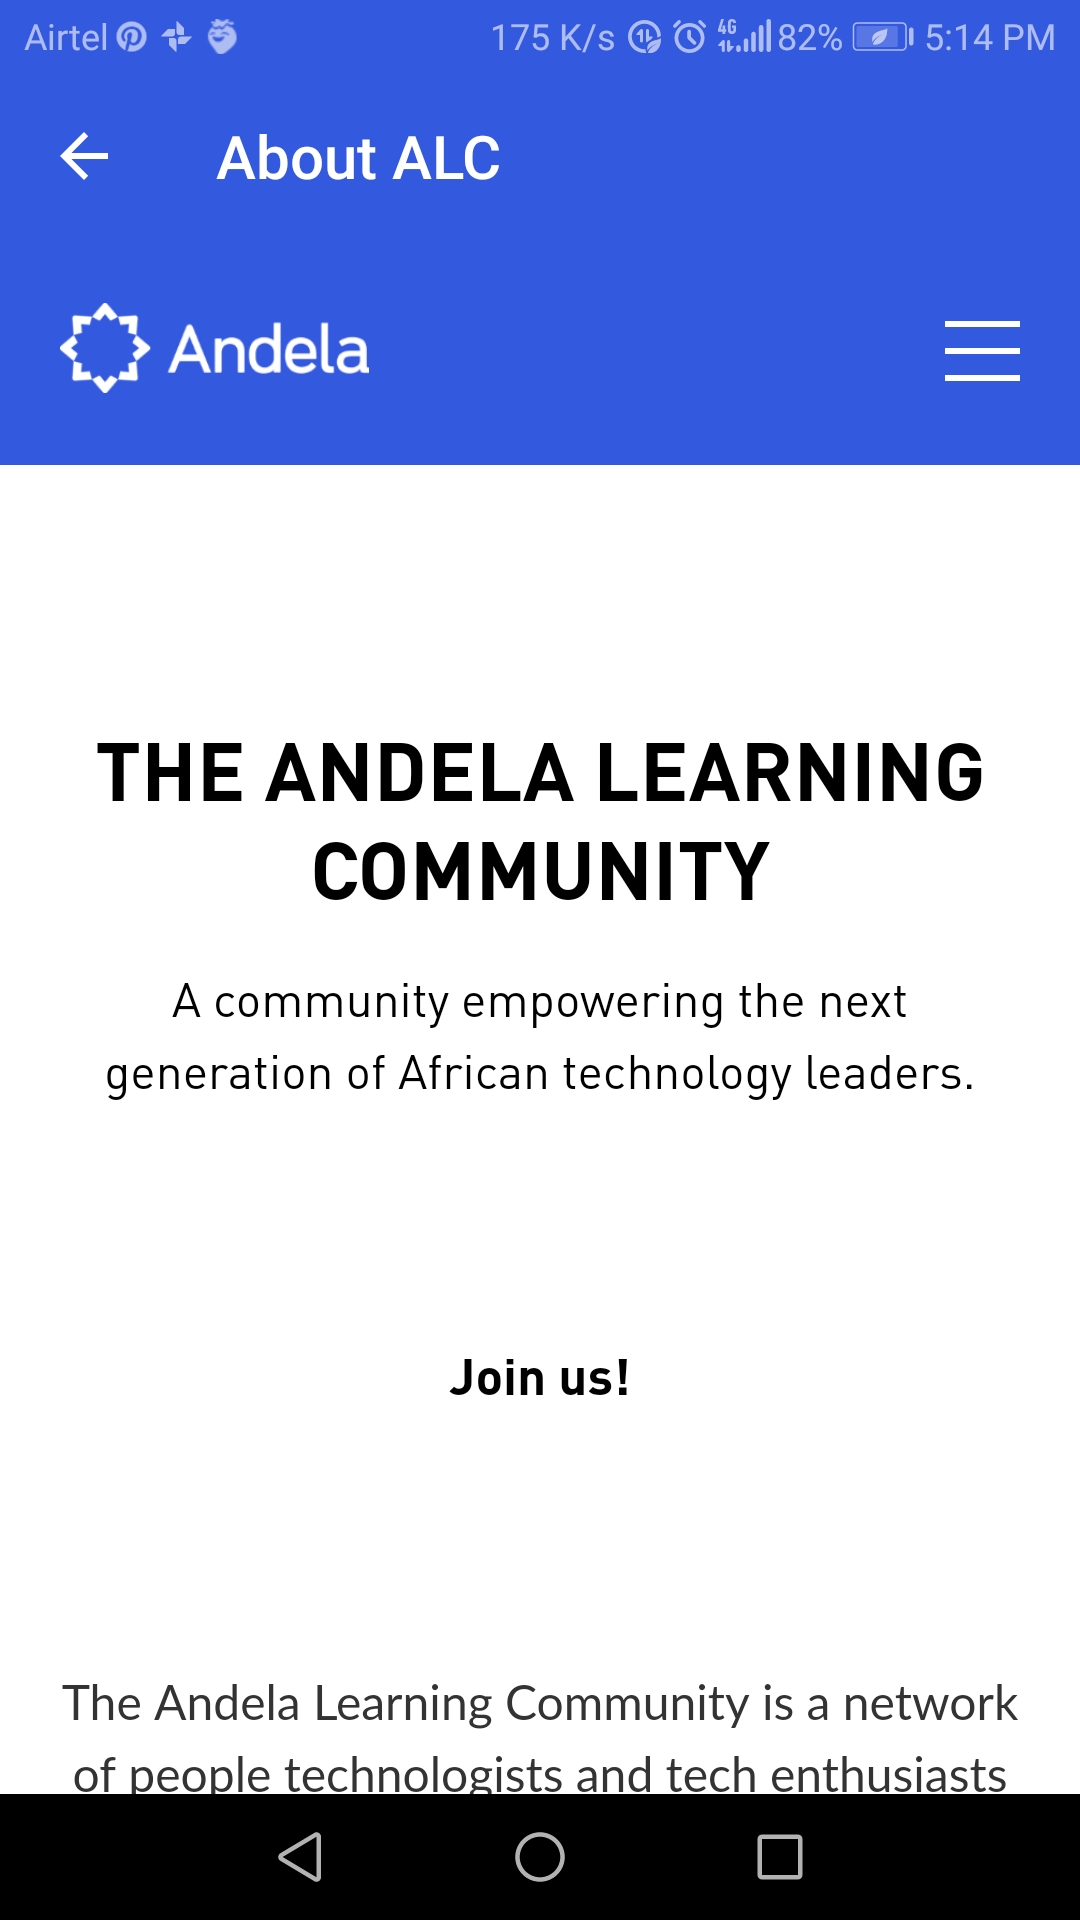 Airtel 175 K/s 4G 82% 5:14 PM
About ALC
Andela
THE ANDELA LEARNING
COMMUNITY
A community empowering the next
generation of African technology leaders.
Join us!
The Andela Learning Community is a network
of people technologists and tech enthusiasts